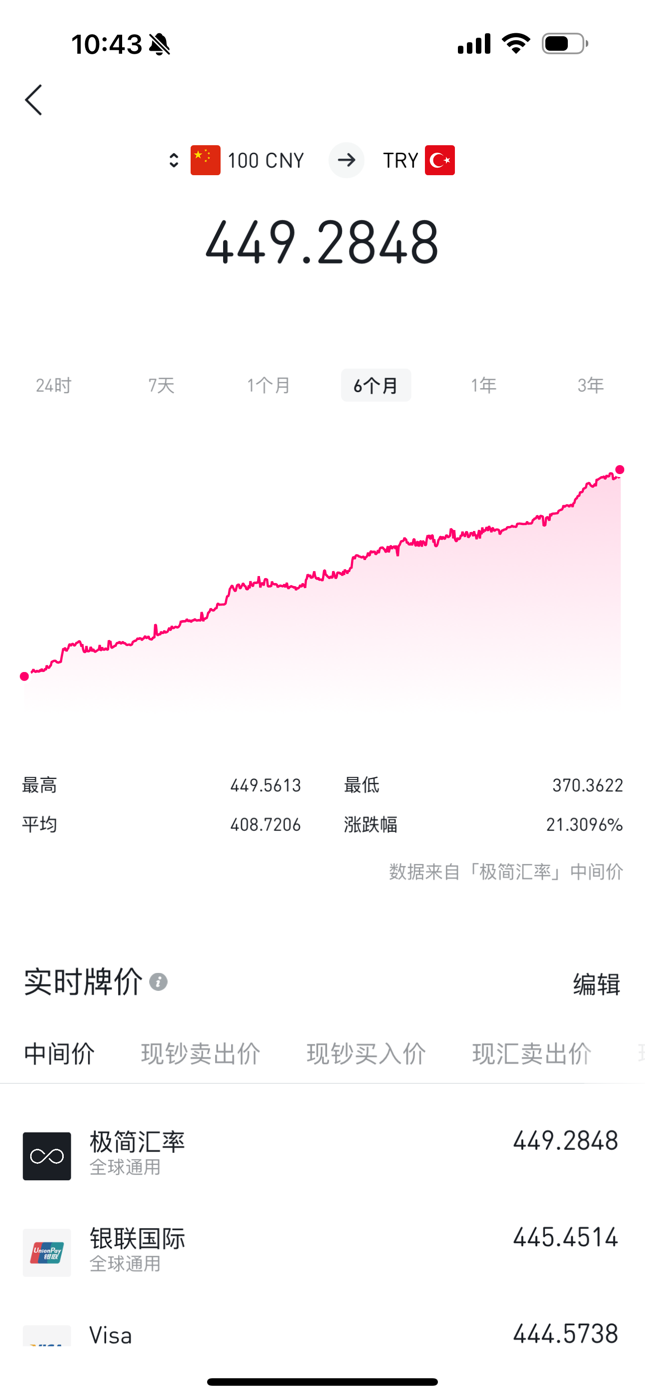 10:43
100 CNY → TRY
449.2848
24时 7天 1个月 6个月 1年 3年
最高 449.5613 最低 370.3622
平均 408.7206 涨跌幅 21.3096%
数据来自「极简汇率」中间价
实时牌价 编辑
中间价 现钞卖出价 现钞买入价 现汇卖出价
极简汇率 449.2848
全球通用
UnionPay
银联
银联国际 445.4514
全球通用
Visa 444.5738